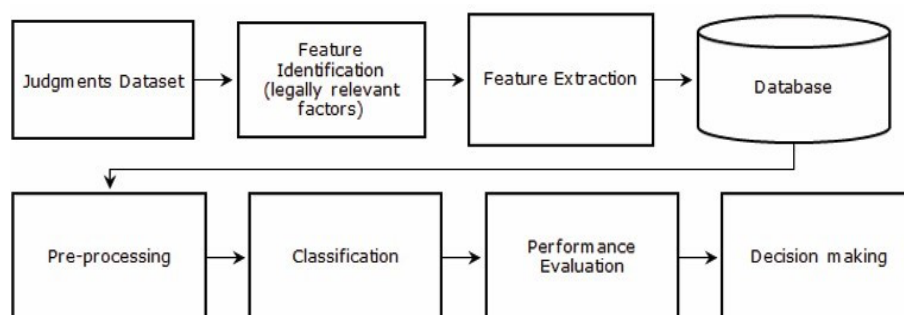 Judgments Dataset
Feature
Identification
(legally relevant
factors)
Feature Extraction
Database
Pre-processing
Classification
Performance
Evaluation
Decision making